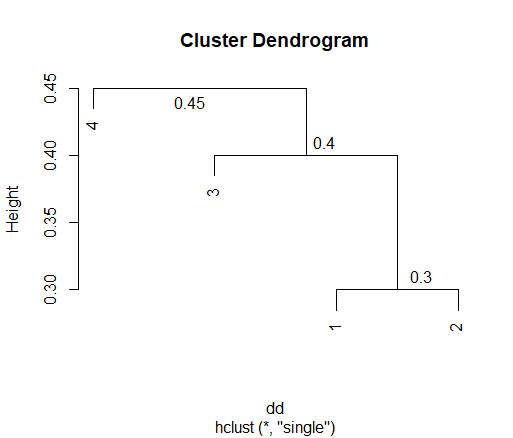 Cluster Dendrogram
Height
0.45
0.40
0.35
0.30
0.45
4
0.4
3
0.3
1
2
dd
hclust (*, "single")